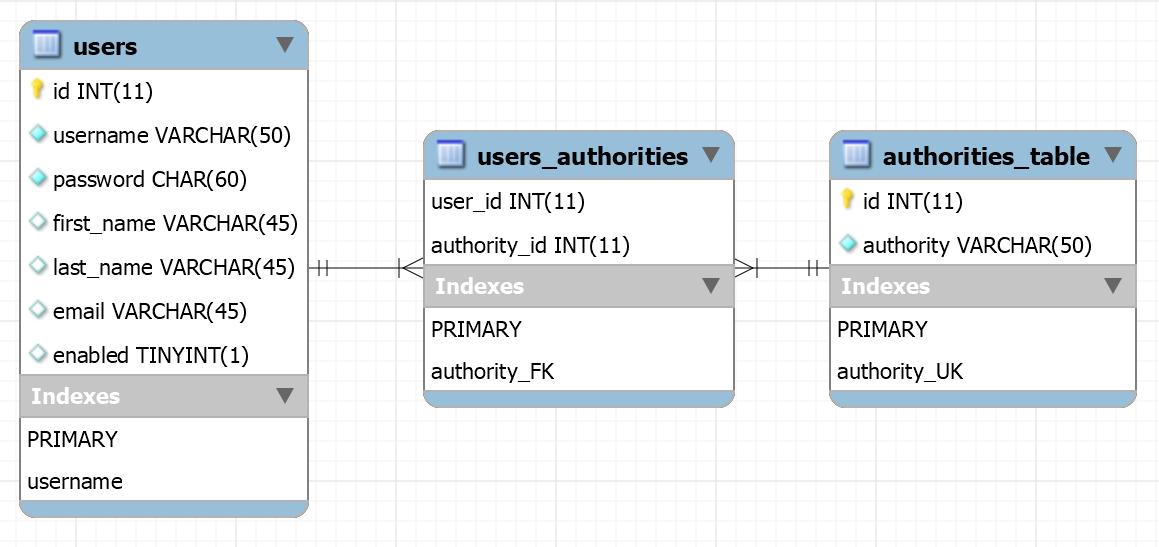 users
id INT(11)
username VARCHAR(50)
password CHAR(60)
first_name VARCHAR(45)
last_name VARCHAR(45)
email VARCHAR(45)
enabled TINYINT(1)
Indexes
PRIMARY
username
users_authorities
user_id INT(11)
authority_id INT(11)
Indexes
PRIMARY
authority_FK
authorities_table
id INT(11)
authority VARCHAR(50)
Indexes
PRIMARY
authority_UK